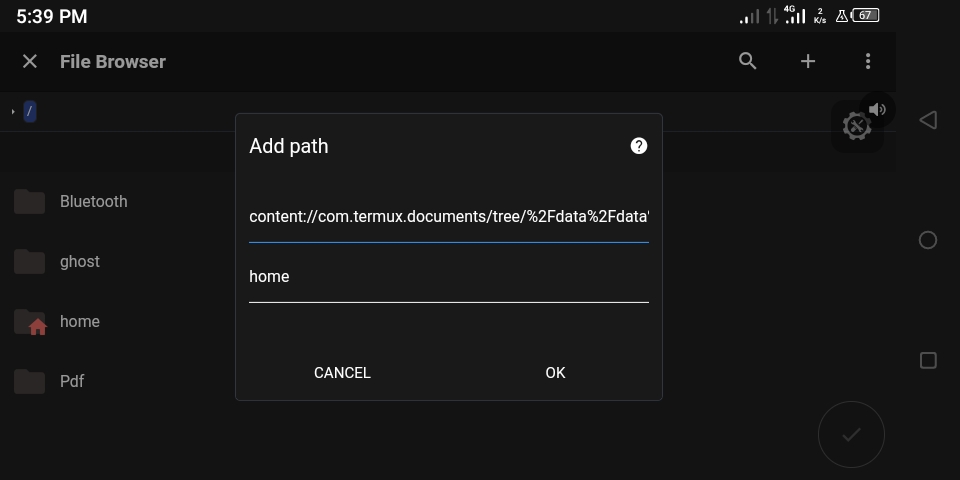 5:39 PM
4G
2
K/s
67
File Browser
/
Add path
?
content://com.termux.documents/tree/%2Fdata%2Fdata
home
CANCEL
OK
Bluetooth
ghost
home
Pdf